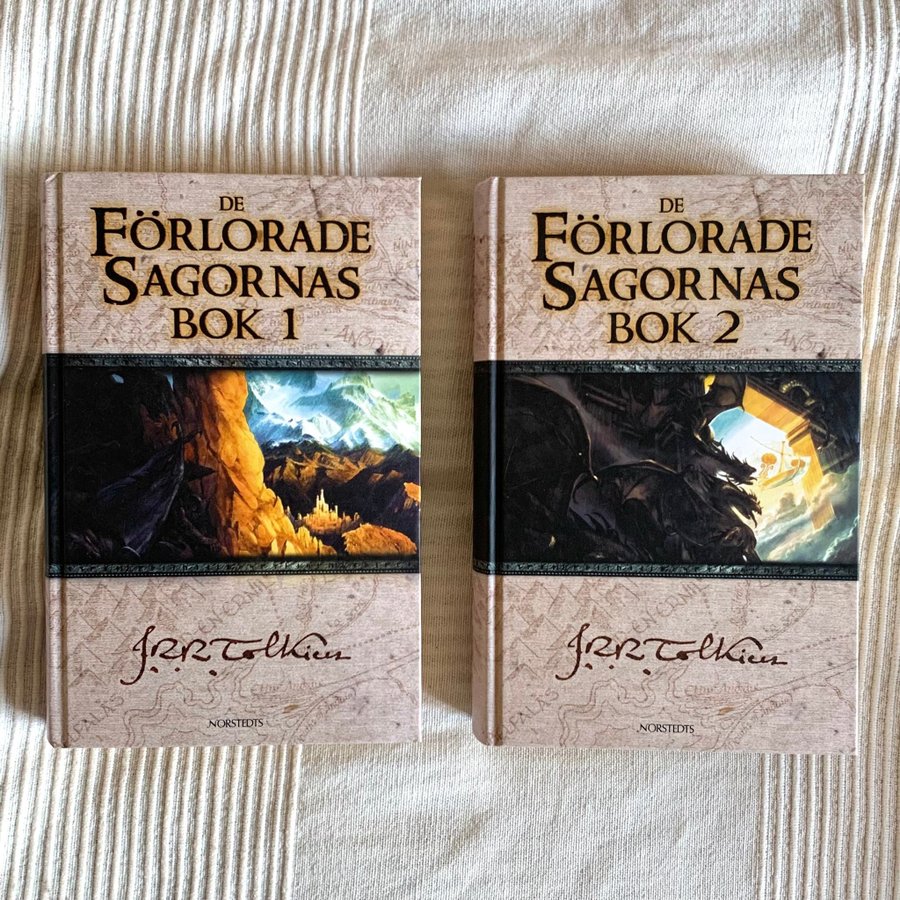 DE
FÖRLORADE
SAGORNAS
BOK 1
J.R.R. Tolkien
NORSTEDTS
DE
FÖRLORADE
SAGORNAS
BOK 2
J.R.R. Tolkien
NORSTEDTS